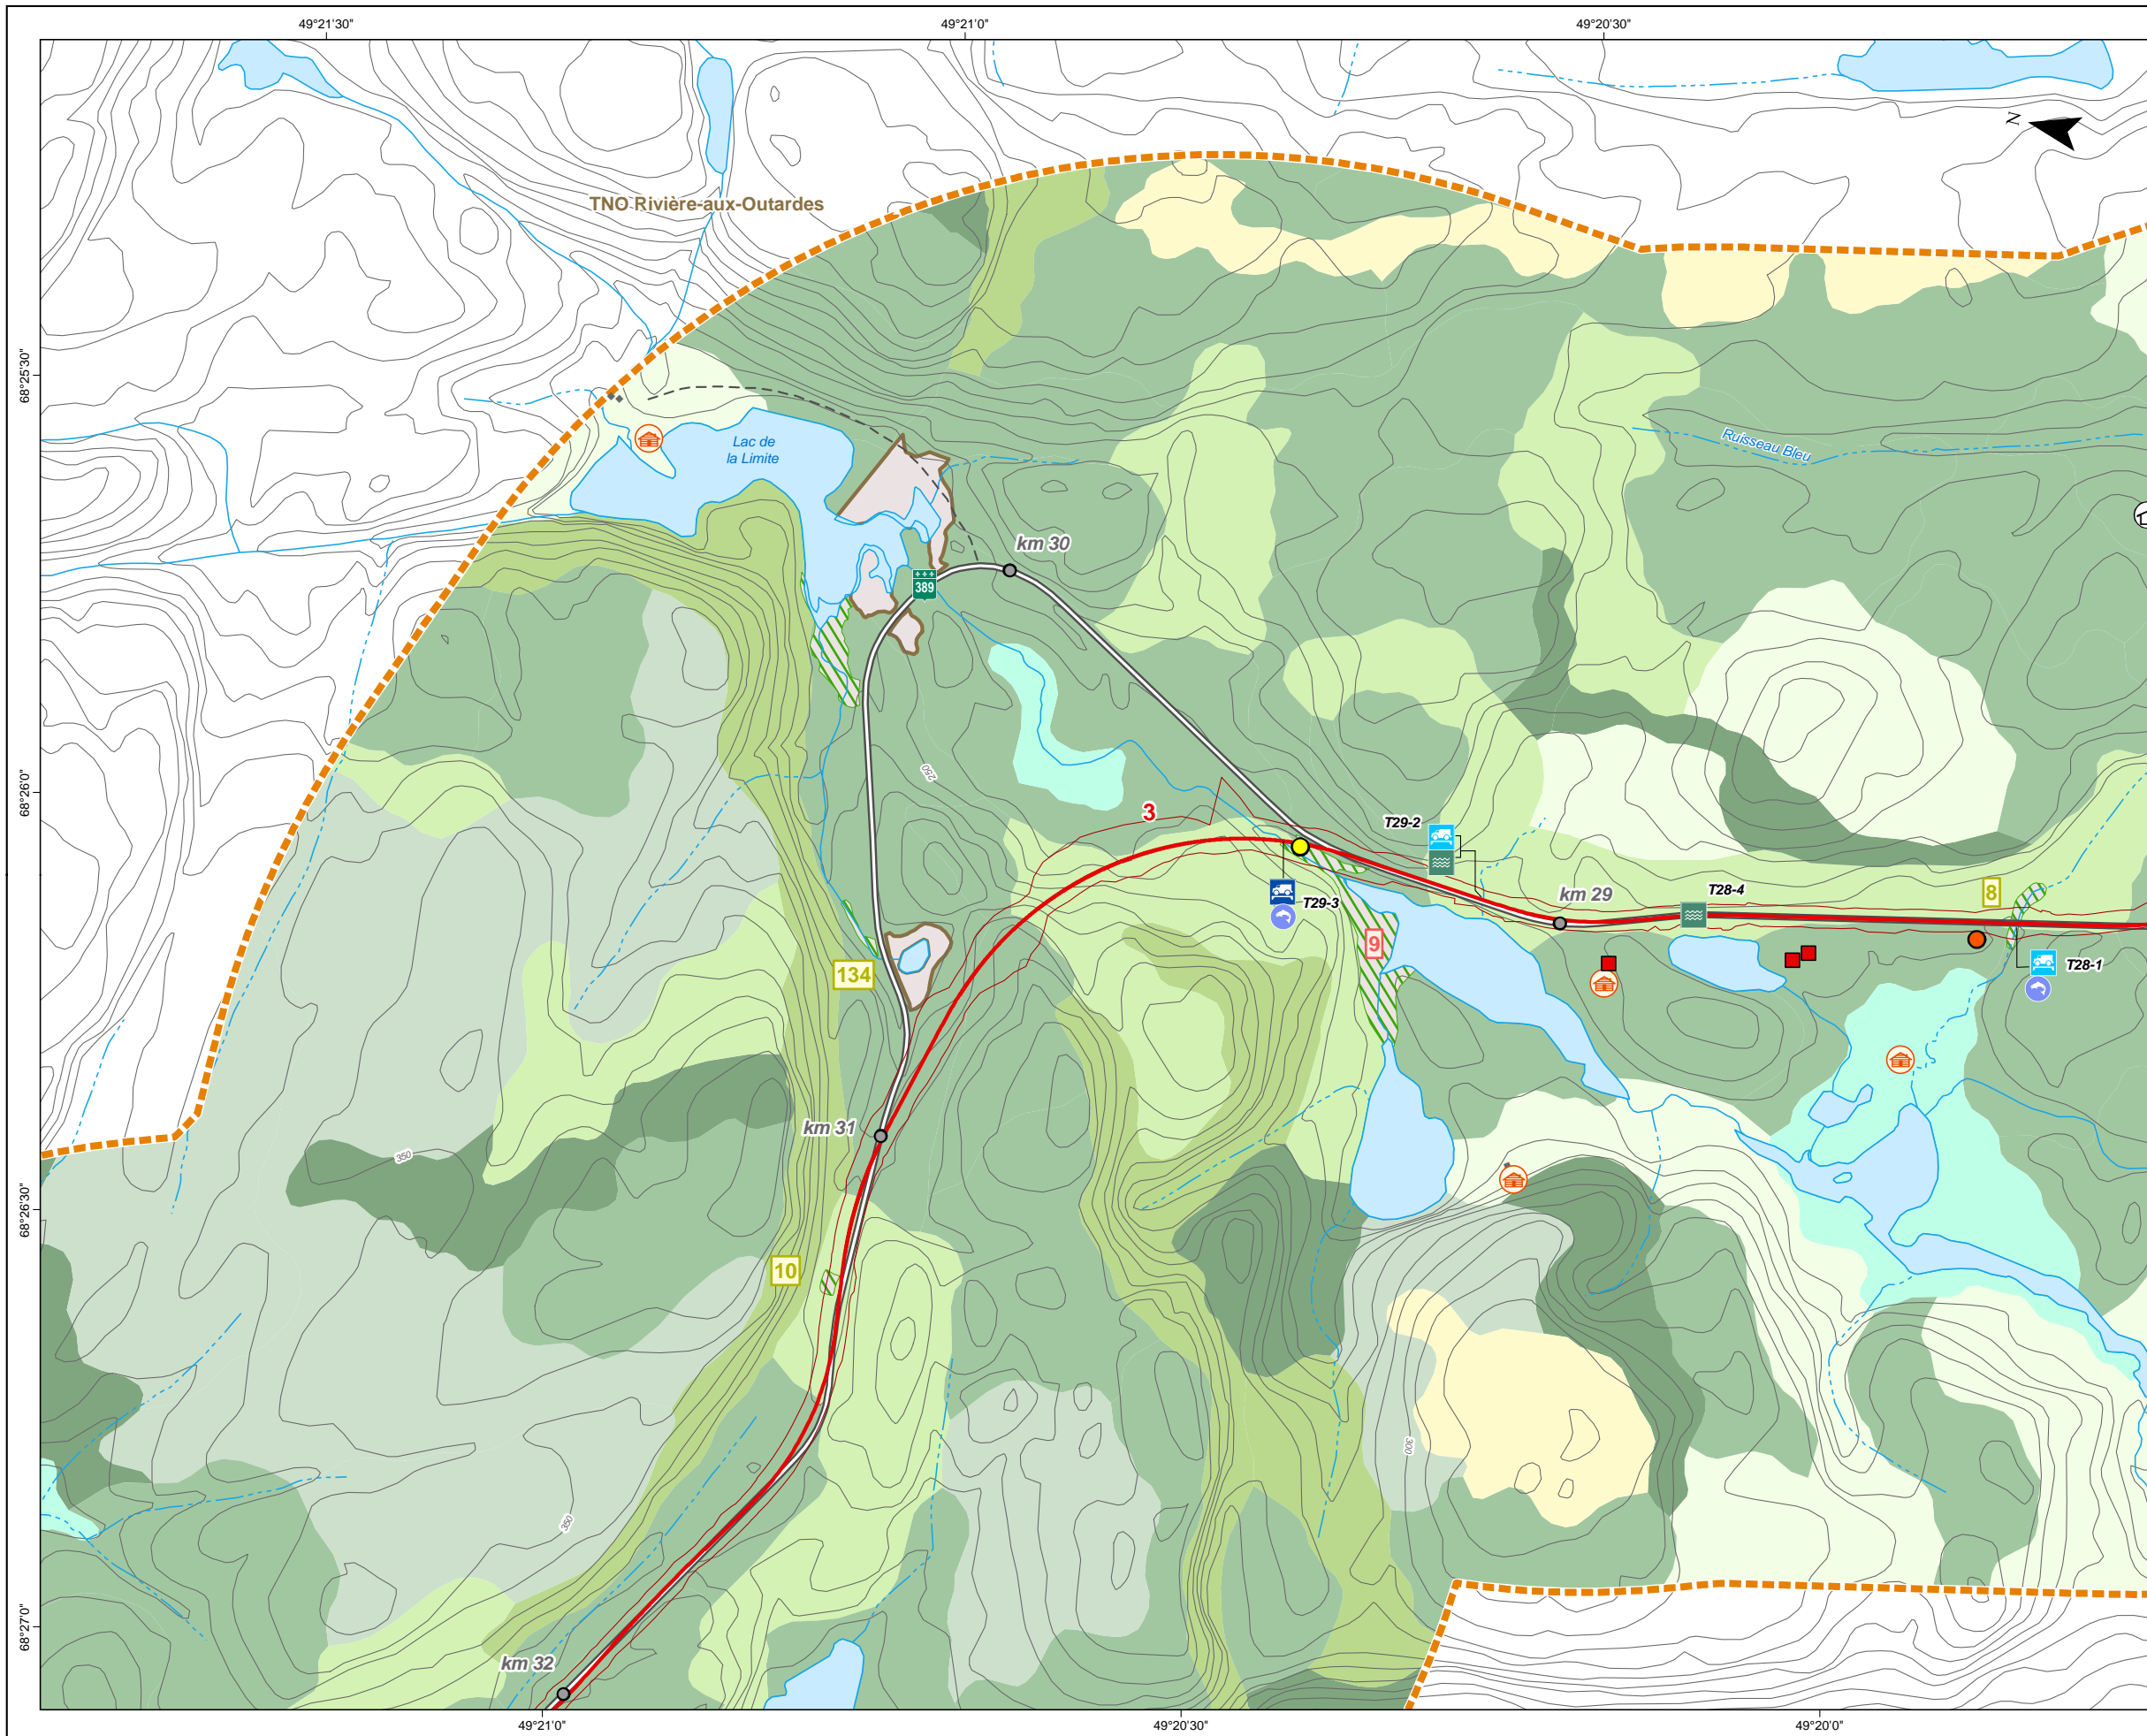 49°21'30"
49°21'0"
49°20'30"
N
TNO Rivière-aux-Outardes
68°25'30"
Lac de
la Limite
Ruisseau Bleu
km 30
389
250
68°26'0"
3
T29-2
km 29
T28-4
8
T29-3
9
134
T28-1
km 31
350
68°26'30"
10
300
350
68°27'0"
km 32
49°21'0"
49°20'30"
49°20'0"